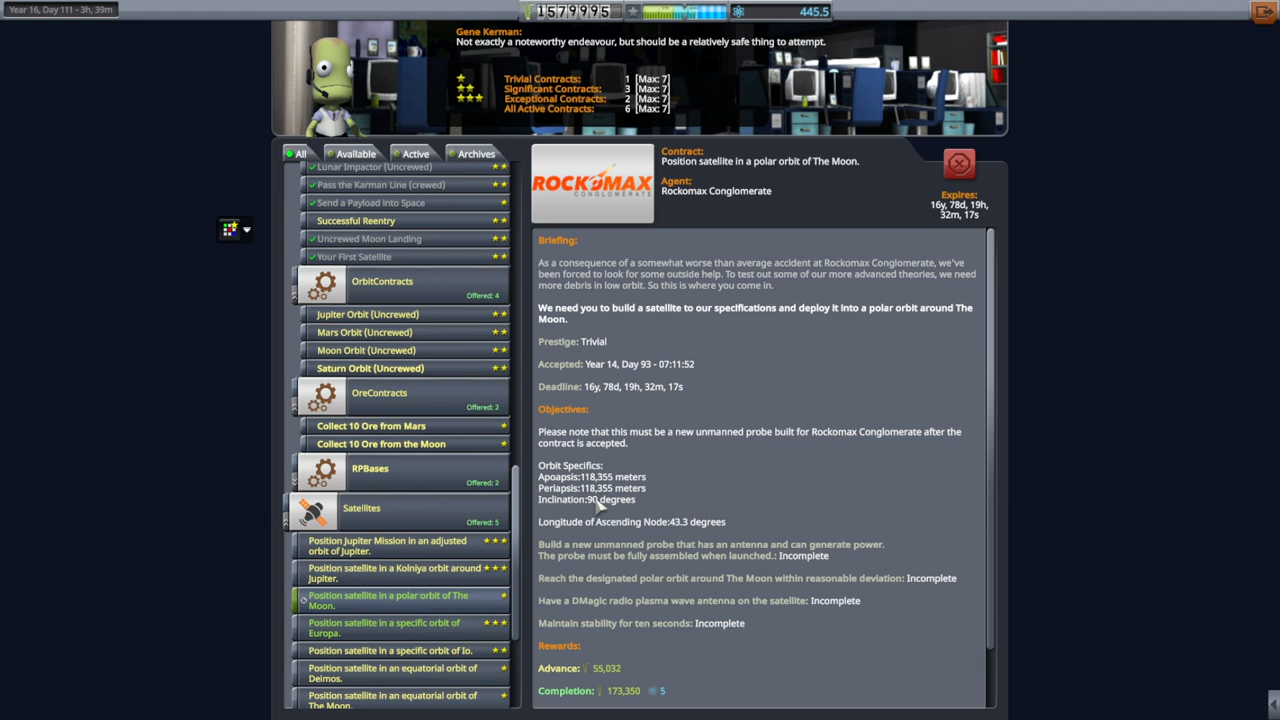 Year 16, Day 111 - 3h, 39m
1579995
445.5
Gene Kerman:
Not exactly a noteworthy endeavour, but should be a relatively safe thing to attempt.
Trivial Contracts: 1 [Max: 7]
Significant Contracts: 3 [Max: 7]
Exceptional Contracts: 2 [Max: 7]
All Active Contracts: 6 [Max: 7]
All
Available
Active
Archives
Lunar Impactor (Uncrewed)
Pass the Karman Line (crewed)
Send a Payload into Space
Successful Reentry
Uncrewed Moon Landing
Your First Satellite
OrbitContracts
Offered: 4
Jupiter Orbit (Uncrewed)
Mars Orbit (Uncrewed)
Moon Orbit (Uncrewed)
Saturn Orbit (Uncrewed)
OreContracts
Offered: 2
Collect 10 Ore from Mars
Collect 10 Ore from the Moon
RPBases
Offered: 2
Satellites
Offered: 5
Position Jupiter Mission in an adjusted
orbit of Jupiter.
Position satellite in a Kolniya orbit around
Jupiter.
Position satellite in a polar orbit of The
Moon.
Position satellite in a specific orbit of
Europa.
Position satellite in a specific orbit of Io.
Position satellite in an equatorial orbit of
Deimos.
Position satellite in an equatorial orbit of
The Moon.
ROCKOMAX
CONGLOMERATE
Contract:
Position satellite in a polar orbit of The Moon.
Agent:
Rockomax Conglomerate
Expires:
16y, 78d, 19h,
32m, 17s
Briefing:
As a consequence of a somewhat worse than average accident at Rockomax Conglomerate, we've
been forced to look for some outside help. To test out some of our more advanced theories, we need
more debris in low orbit. So this is where you come in.
We need you to build a satellite to our specifications and deploy it into a polar orbit around The
Moon.
Prestige: Trivial
Accepted: Year 14, Day 93 - 07:11:52
Deadline: 16y, 78d, 19h, 32m, 17s
Objectives:
Please note that this must be a new unmanned probe built for Rockomax Conglomerate after the
contract is accepted.
Orbit Specifics:
Apoapsis:118,355 meters
Periapsis:118,355 meters
Inclination:90 degrees
Longitude of Ascending Node:43.3 degrees
Build a new unmanned probe that has an antenna and can generate power.
The probe must be fully assembled when launched.: Incomplete
Reach the designated polar orbit around The Moon within reasonable deviation: Incomplete
Have a DMagic radio plasma wave antenna on the satellite: Incomplete
Maintain stability for ten seconds: Incomplete
Rewards:
Advance: 55,032
Completion: 173,350 5